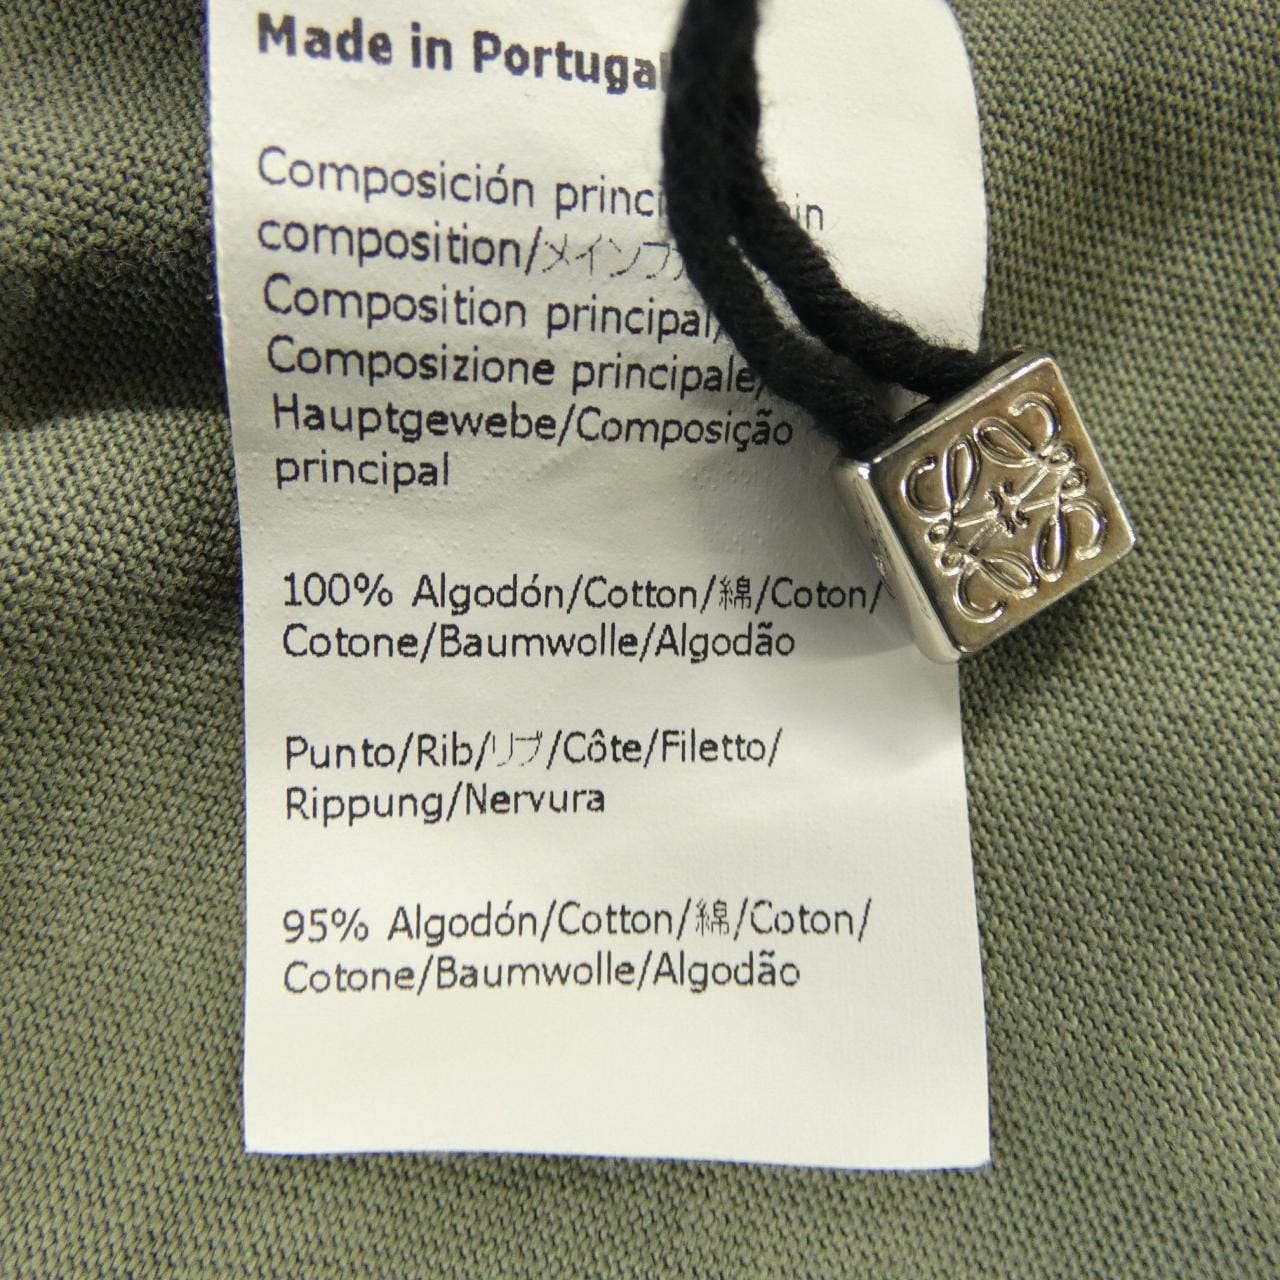 Made in Portugal
Composición
composition/メインファ
Composition principal/
Composizione principale/
Hauptgewebe/Composição
principal
100% Algodón/Cotton/綿/Coton/
Cotone/Baumwolle/Algodão
Punto/Rib/リブ/Côte/Filetto/
Rippung/Nervura
95% Algodón/Cotton/綿/Coton/
Cotone/Baumwolle/Algodão